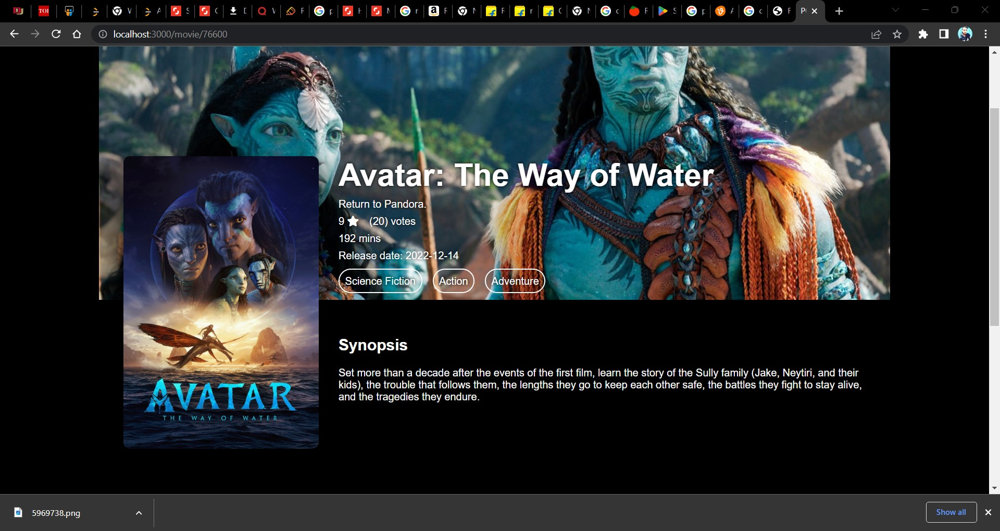 TOI
localhost:3000/movie/76600
Avatar: The Way of Water
Return to Pandora.
9 (20) votes
192 mins
Release date: 2022-12-14
Science Fiction
Action
Adventure
AVATAR
THE WAY OF WATER
Synopsis
Set more than a decade after the events of the first film, learn the story of the Sully family (Jake, Neytiri, and their
kids), the trouble that follows them, the lengths they go to keep each other safe, the battles they fight to stay alive,
and the tragedies they endure.
5969738.png
Show all